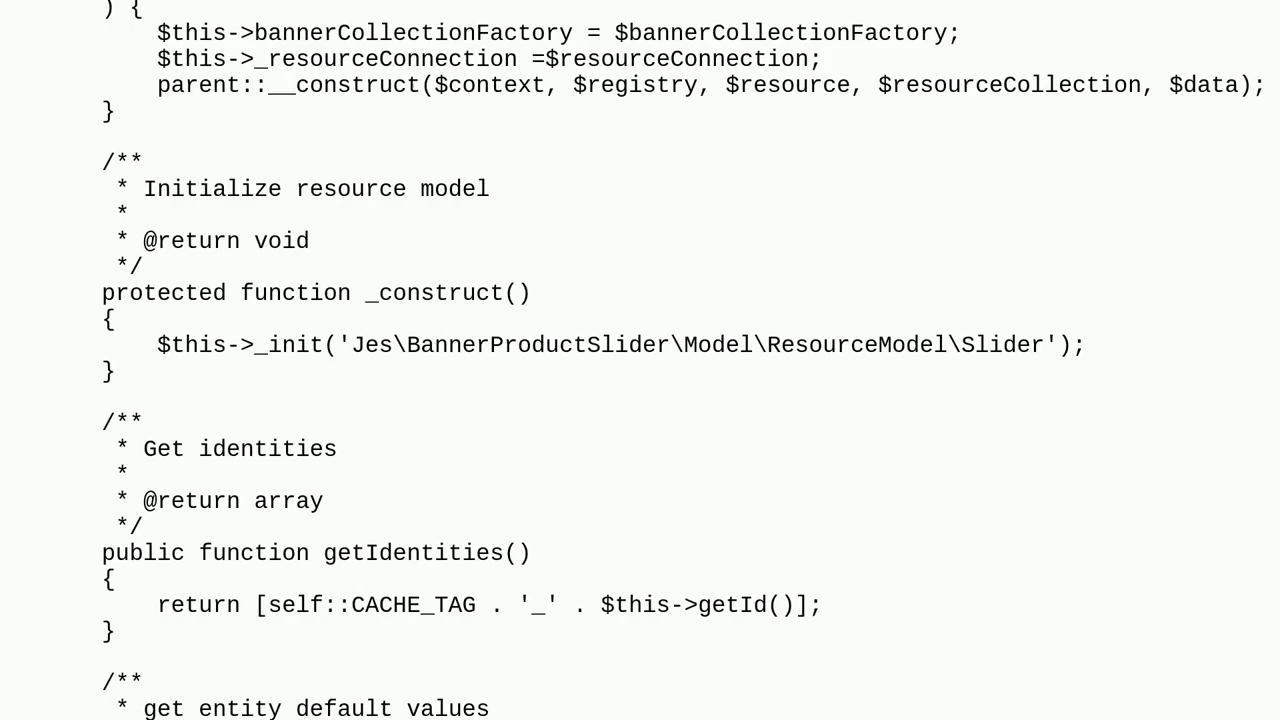 ) {
    $this->bannerCollectionFactory = $bannerCollectionFactory;
    $this->_resourceConnection =$resourceConnection;
    parent::__construct($context, $registry, $resource, $resourceCollection, $data);
}

/**
 * Initialize resource model
 *
 * @return void
 */
protected function _construct()
{
    $this->_init('Jes\BannerProductSlider\Model\ResourceModel\Slider');
}

/**
 * Get identities
 *
 * @return array
 */
public function getIdentities()
{
    return [self::CACHE_TAG . '_' . $this->getId()];
}

/**
 * get entity default values